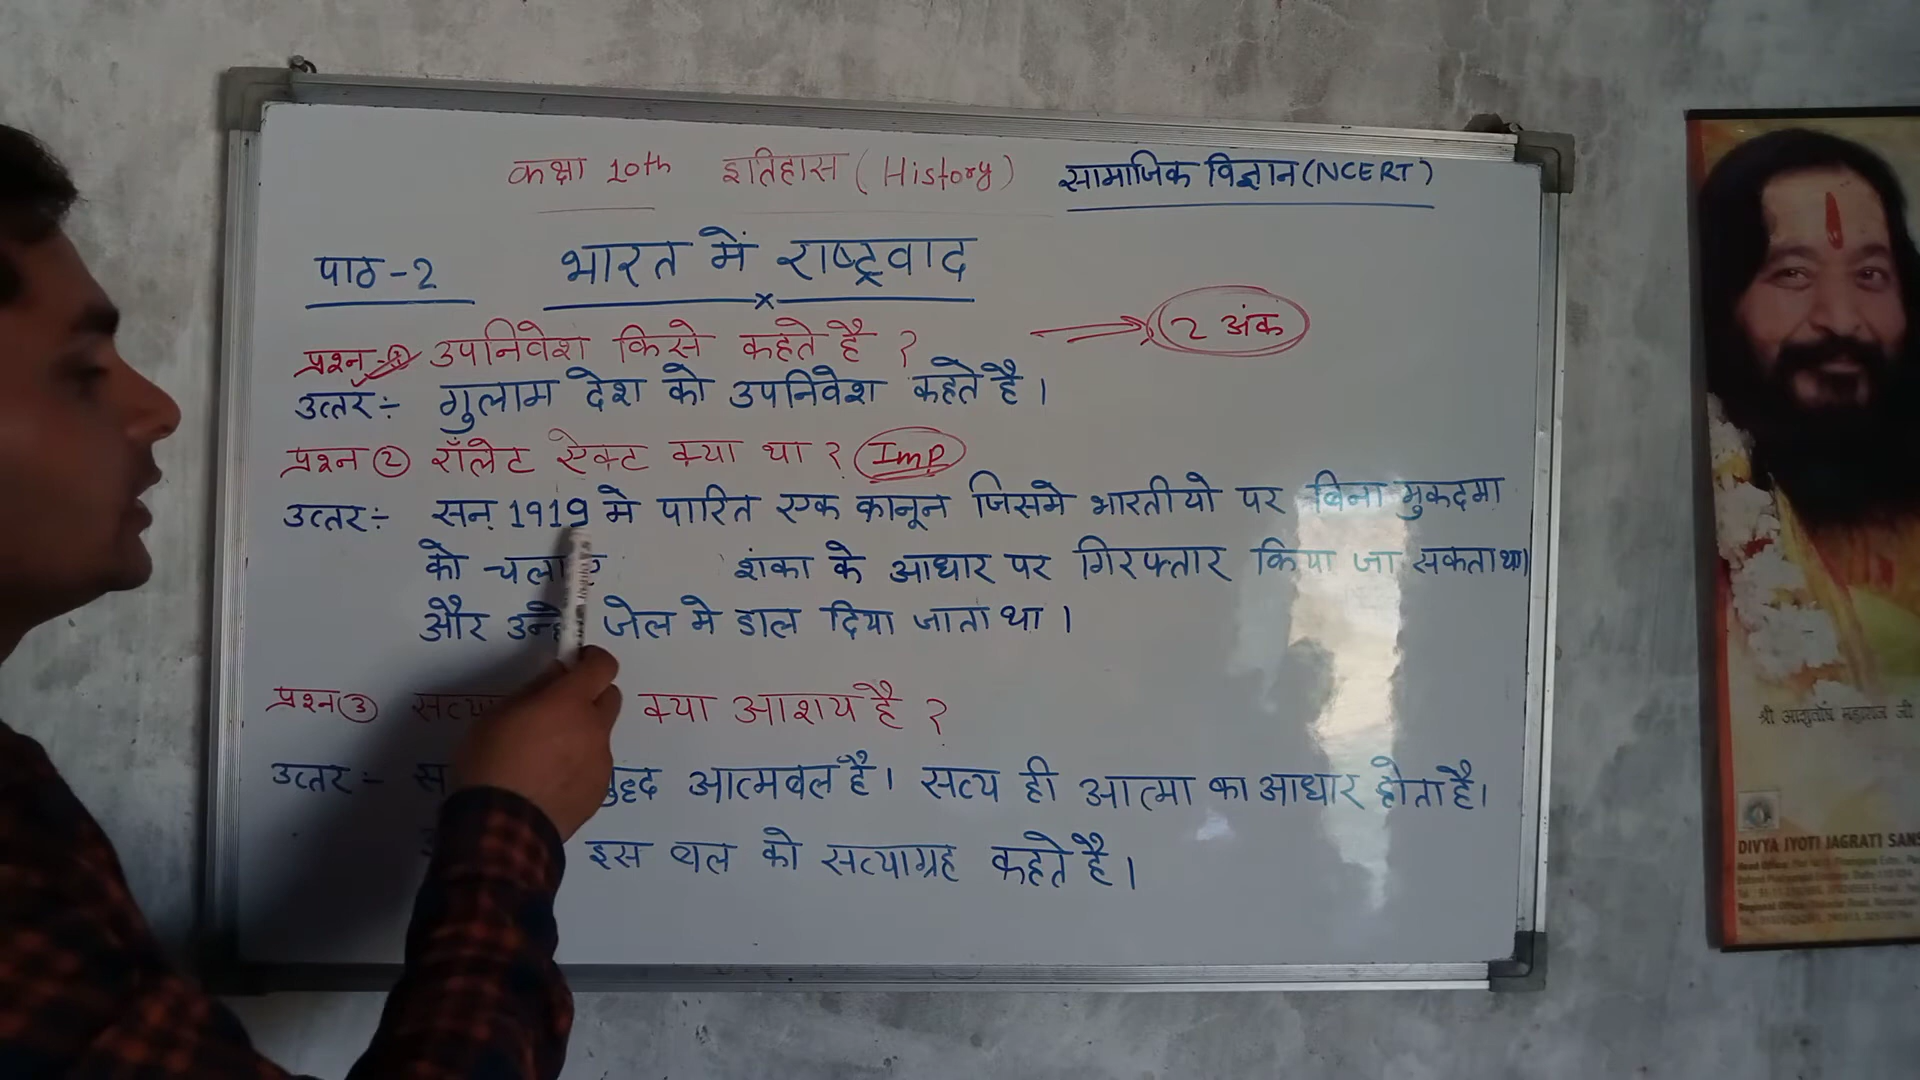 कक्षा 10th इतिहास (History) सामाजिक विज्ञान (NCERT)
पाठ-2 भारत में राष्ट्रवाद
प्रश्न-① उपनिवेश किसे कहते है ? → 2 अंक
उत्तर:- गुलाम देश को उपनिवेश कहते है।
प्रश्न ② रॉलेट ऐक्ट क्या था ? Imp
उत्तर:- सन् 1919 मे पारित एक कानून जिसमे भारतीयो पर बिना मुकदमा
को शंका के आधार पर गिरफ्तार किया जा सकता था।
और उन्हे जेल मे डाल दिया जाता था।
प्रश्न ③ क्या आशय है ?
उत्तर:- आत्मबल है। सत्य ही आत्मा का आधार होता है।
इस बल को सत्याग्रह कहते है।
श्री आशुतोष महाराज जी
DIVYA JYOTI JAGRATI